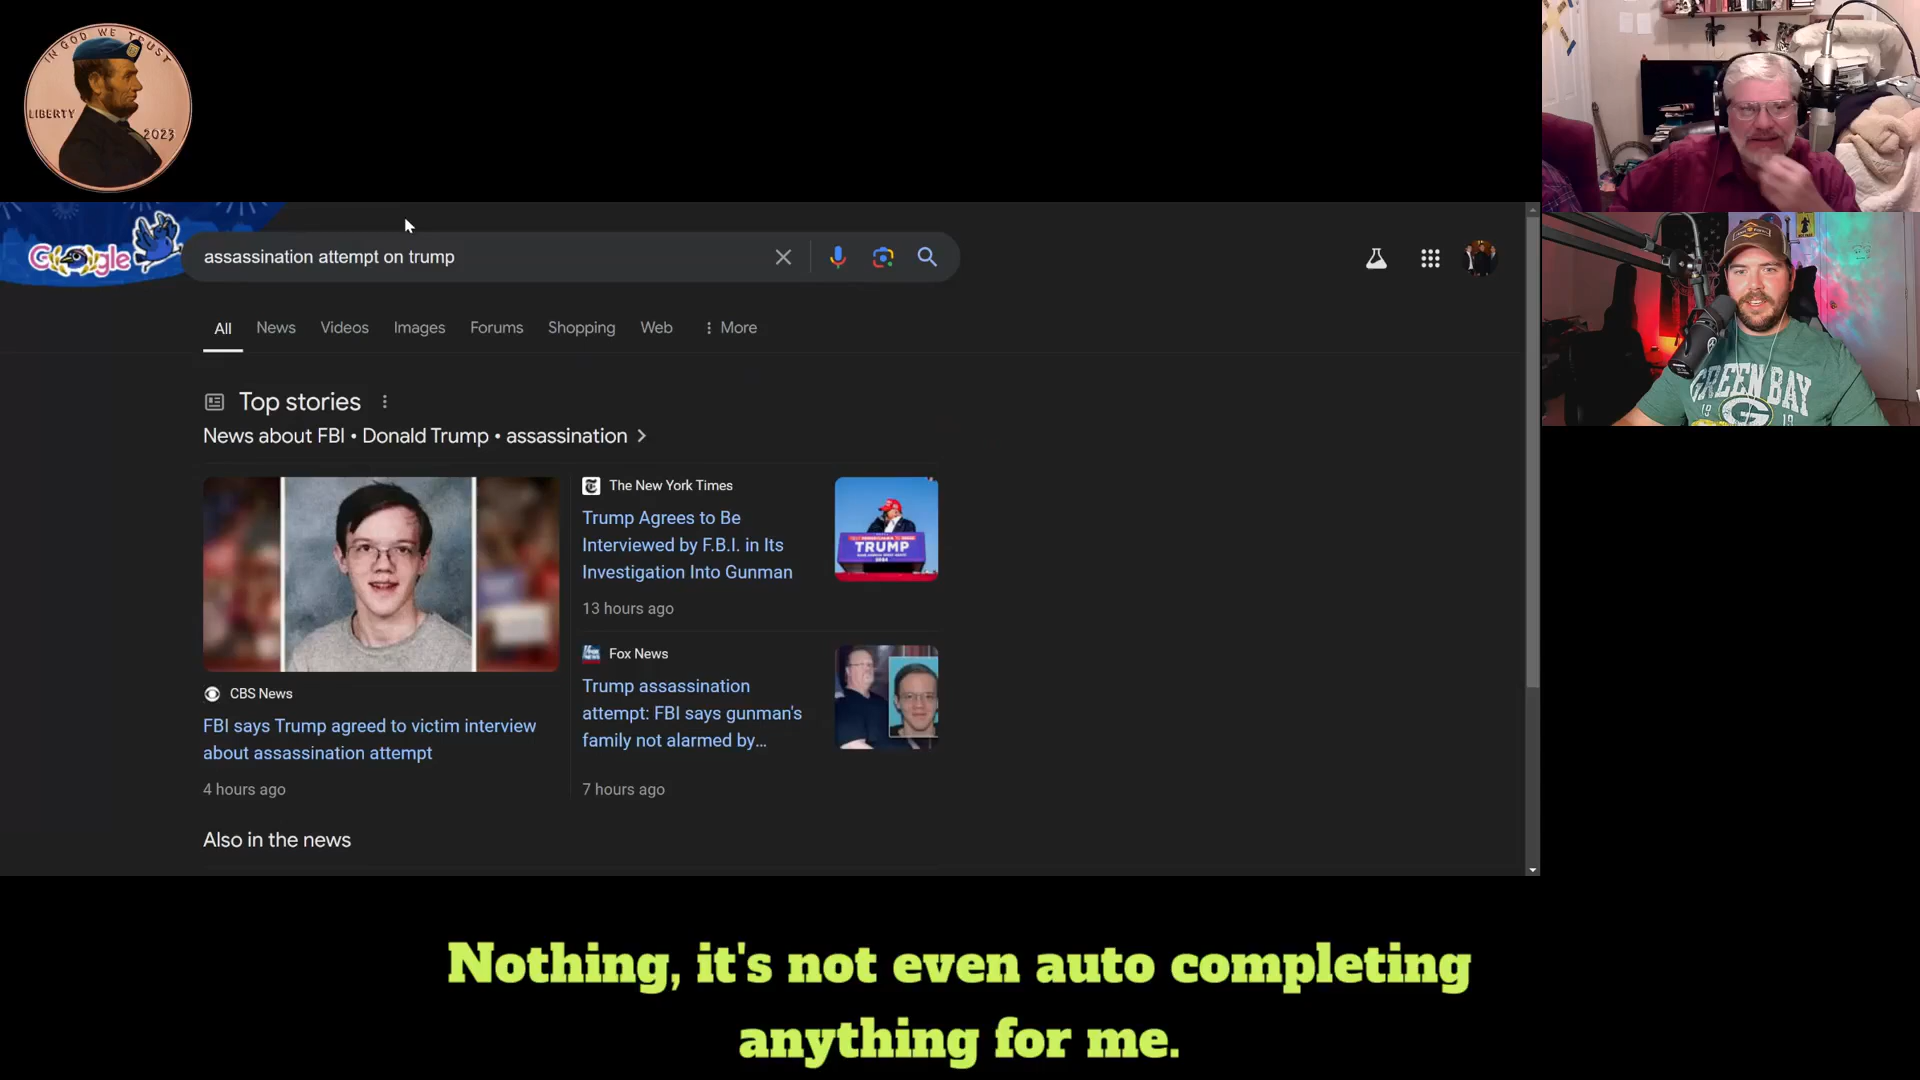 IN GOD WE TRUST
LIBERTY
2023
Google
assassination attempt on trump
All
News
Videos
Images
Forums
Shopping
Web
More
Top stories
News about FBI • Donald Trump • assassination
CBS News
FBI says Trump agreed to victim interview
about assassination attempt
4 hours ago
The New York Times
Trump Agrees to Be
Interviewed by F.B.I. in Its
Investigation Into Gunman
13 hours ago
TRUMP
Fox News
Trump assassination
attempt: FBI says gunman's
family not alarmed by...
7 hours ago
Also in the news
GREEN BAY
19 G 19
Nothing, it's not even auto completing
anything for me.